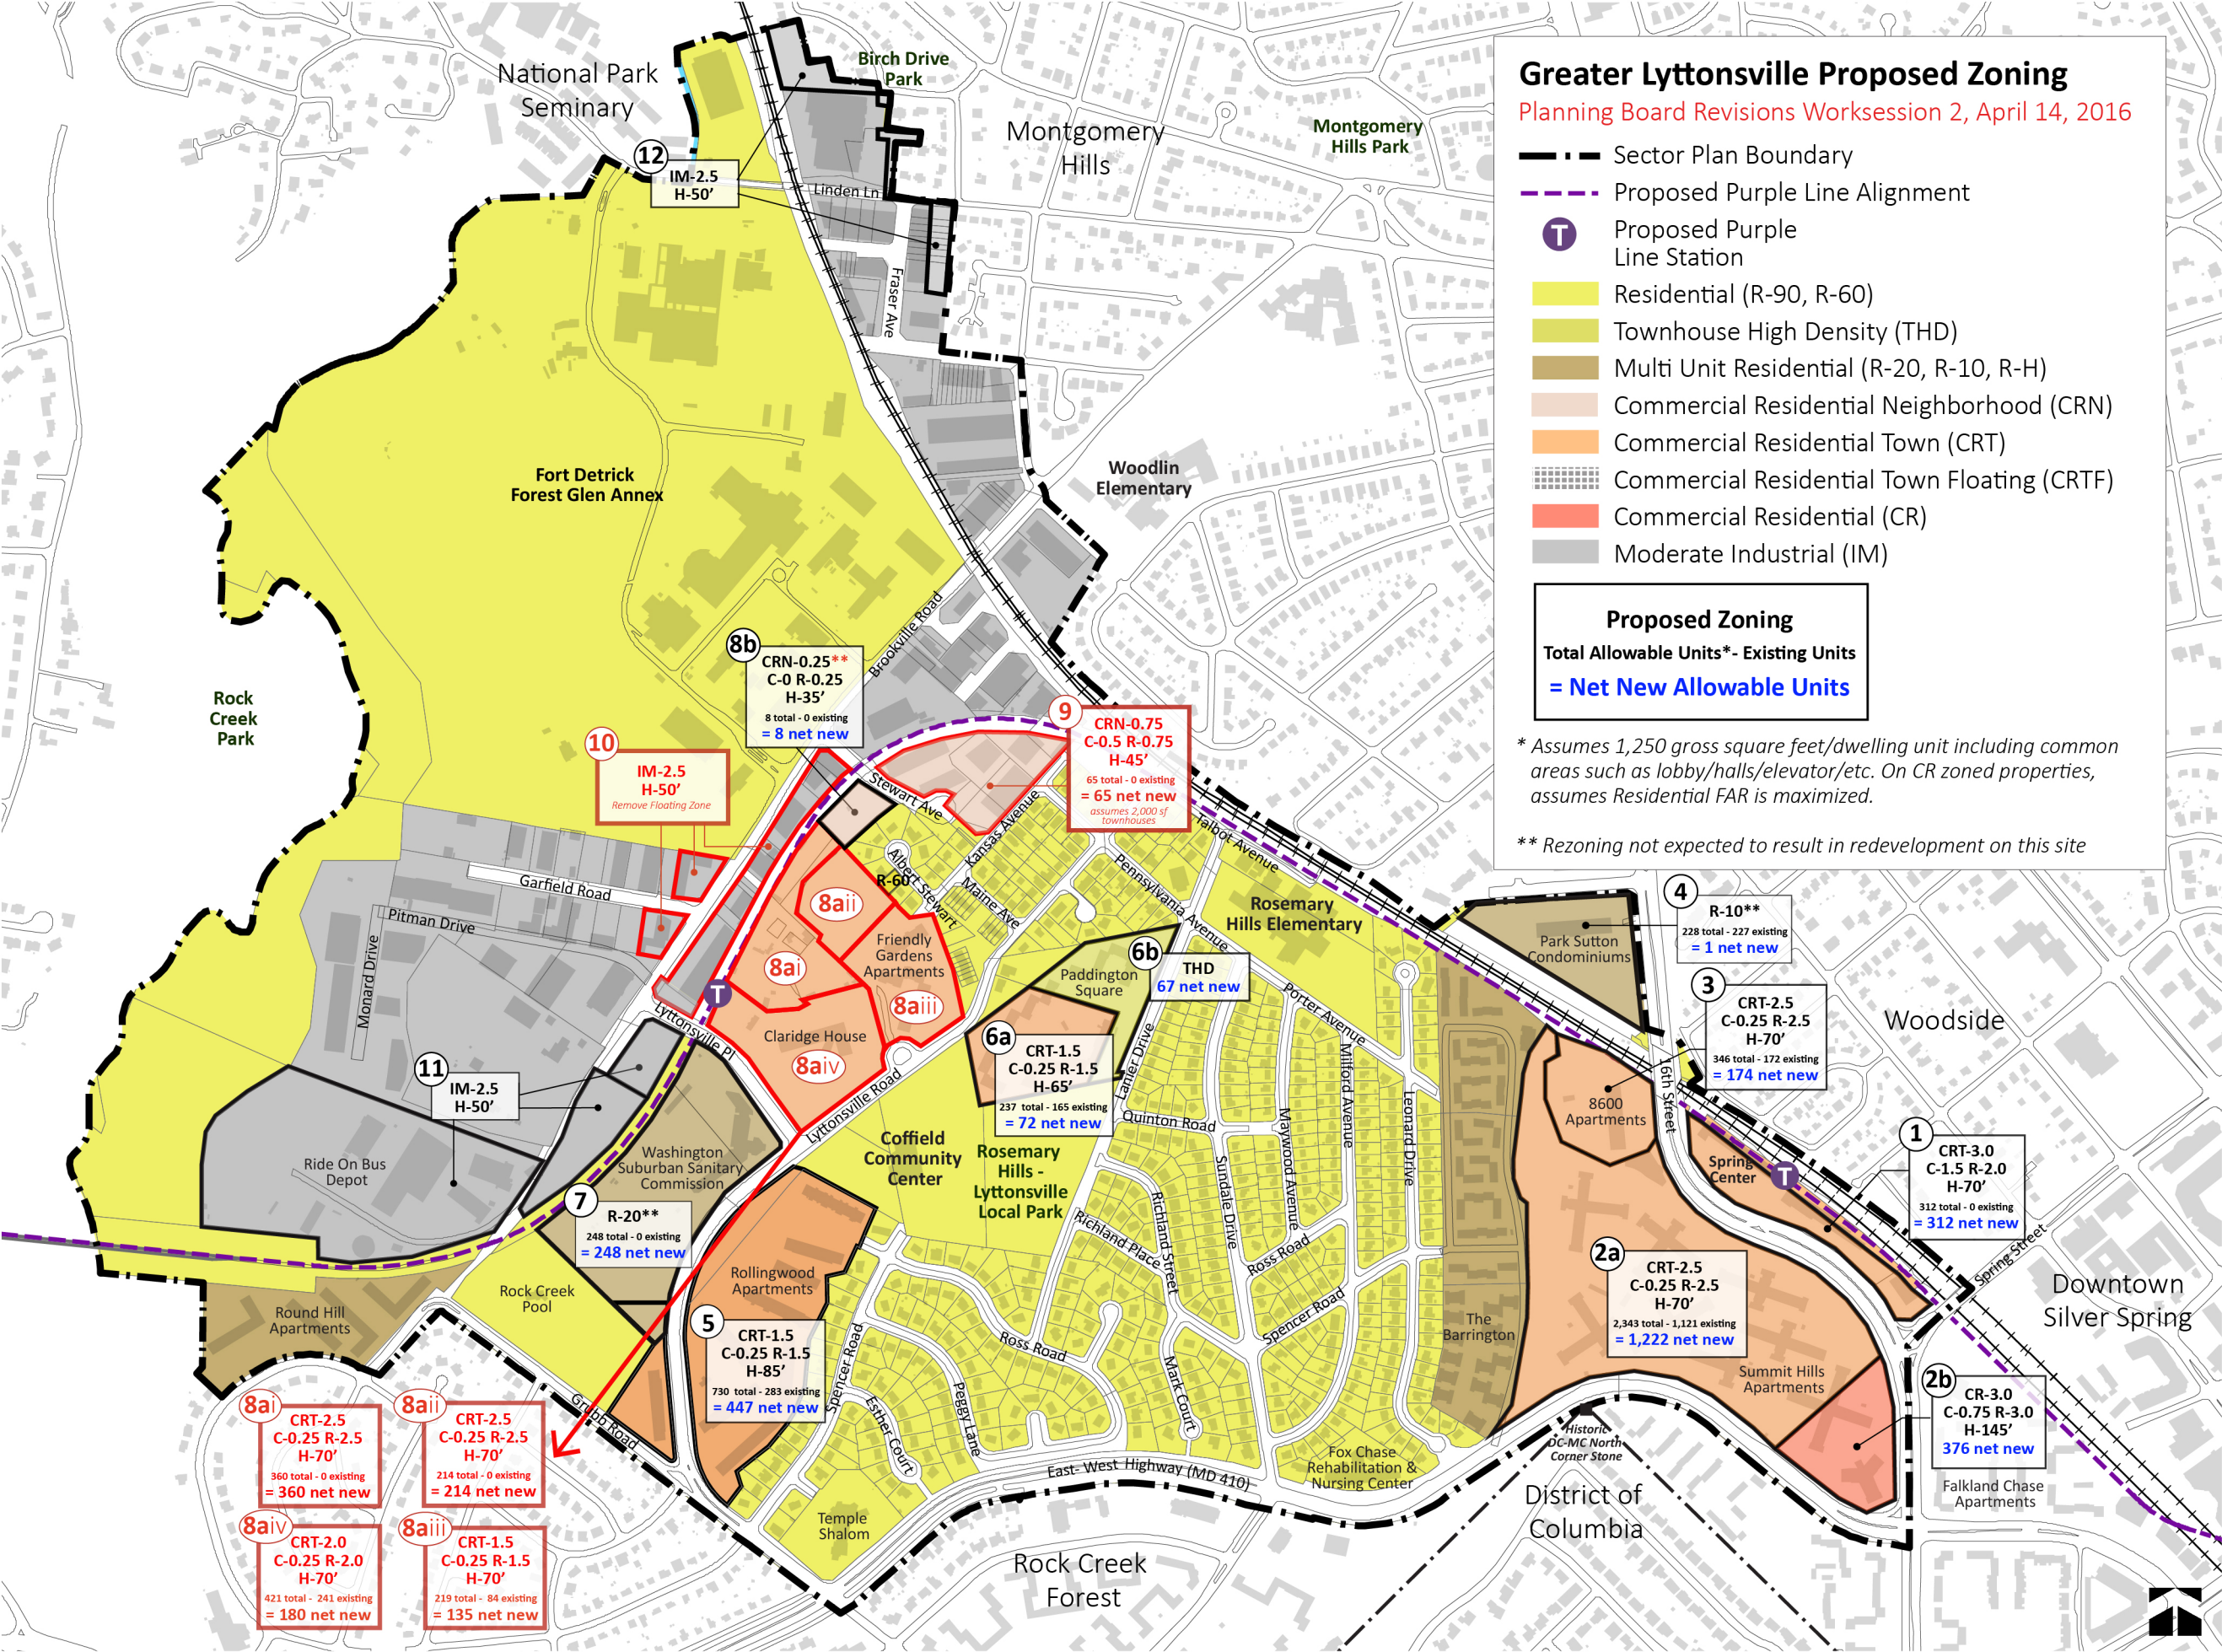 Greater Lyttonsville Proposed Zoning
Planning Board Revisions Worksession 2, April 14, 2016
Sector Plan Boundary
Proposed Purple Line Alignment
T
Proposed Purple
Line Station
Residential (R-90, R-60)
Townhouse High Density (THD)
Multi Unit Residential (R-20, R-10, R-H)
Commercial Residential Neighborhood (CRN)
Commercial Residential Town (CRT)
Commercial Residential Town Floating (CRTF)
Commercial Residential (CR)
Moderate Industrial (IM)
Proposed Zoning
Total Allowable Units*- Existing Units
= Net New Allowable Units
* Assumes 1,250 gross square feet/dwelling unit including common
areas such as lobby/halls/elevator/etc. On CR zoned properties,
assumes Residential FAR is maximized.
** Rezoning not expected to result in redevelopment on this site
National Park
Seminary
Birch Drive
Park
Montgomery
Hills
Montgomery
Hills Park
12
IM-2.5
H-50’
Linden Ln
Fraser Ave
Woodlin
Elementary
Fort Detrick
Forest Glen Annex
Brookville Road
Rock
Creek
Park
8b
CRN-0.25**
C-0 R-0.25
H-35’
8 total - 0 existing
= 8 net new
9
CRN-0.75
C-0.5 R-0.75
H-45’
65 total - 0 existing
= 65 net new
assumes 2,000 sf
townhouses
10
IM-2.5
H-50’
Remove Floating Zone
Stewart Ave
Kansas Avenue
Talbot Avenue
Albert Stewart
R-60
Maine Ave
Pennsylvania Avenue
Garfield Road
Pitman Drive
Monard Drive
8aii
8ai
Friendly
Gardens
Apartments
8aiii
Claridge House
8aiv
T
Lyttonsville Pl
Lyttonsville Road
Rosemary
Hills Elementary
Paddington
Square
6b
THD
67 net new
Porter Avenue
6a
CRT-1.5
C-0.25 R-1.5
H-65’
237 total - 165 existing
= 72 net new
Lanier Drive
Quinton Road
Milford Avenue
Maywood Avenue
Leonard Drive
Sundale Drive
Richland Street
Richland Place
Ross Road
Spencer Road
Ross Road
Mark Court
Peggy Lane
Esther Court
Spencer Road
4
R-10**
228 total - 227 existing
= 1 net new
Park Sutton
Condominiums
3
CRT-2.5
C-0.25 R-2.5
H-70’
346 total - 172 existing
= 174 net new
Woodside
8600
Apartments
16th Street
1
CRT-3.0
C-1.5 R-2.0
H-70’
312 total - 0 existing
= 312 net new
Spring
Center
T
Spring Street
Downtown
Silver Spring
2a
CRT-2.5
C-0.25 R-2.5
H-70’
2,343 total - 1,121 existing
= 1,222 net new
Summit Hills
Apartments
The
Barrington
2b
CR-3.0
C-0.75 R-3.0
H-145’
376 net new
Falkland Chase
Apartments
Historic
DC-MC North
Corner Stone
District of
Columbia
Fox Chase
Rehabilitation &
Nursing Center
East- West Highway (MD 410)
Rock Creek
Forest
Temple
Shalom
Coffield
Community
Center
Rosemary
Hills -
Lyttonsville
Local Park
11
IM-2.5
H-50’
Ride On Bus
Depot
Washington
Suburban Sanitary
Commission
7
R-20**
248 total - 0 existing
= 248 net new
Rock Creek
Pool
Round Hill
Apartments
Rollingwood
Apartments
5
CRT-1.5
C-0.25 R-1.5
H-85’
730 total - 283 existing
= 447 net new
Grubb Road
8ai
CRT-2.5
C-0.25 R-2.5
H-70’
360 total - 0 existing
= 360 net new
8aii
CRT-2.5
C-0.25 R-2.5
H-70’
214 total - 0 existing
= 214 net new
8aiv
CRT-2.0
C-0.25 R-2.0
H-70’
421 total - 241 existing
= 180 net new
8aiii
CRT-1.5
C-0.25 R-1.5
H-70’
219 total - 84 existing
= 135 net new